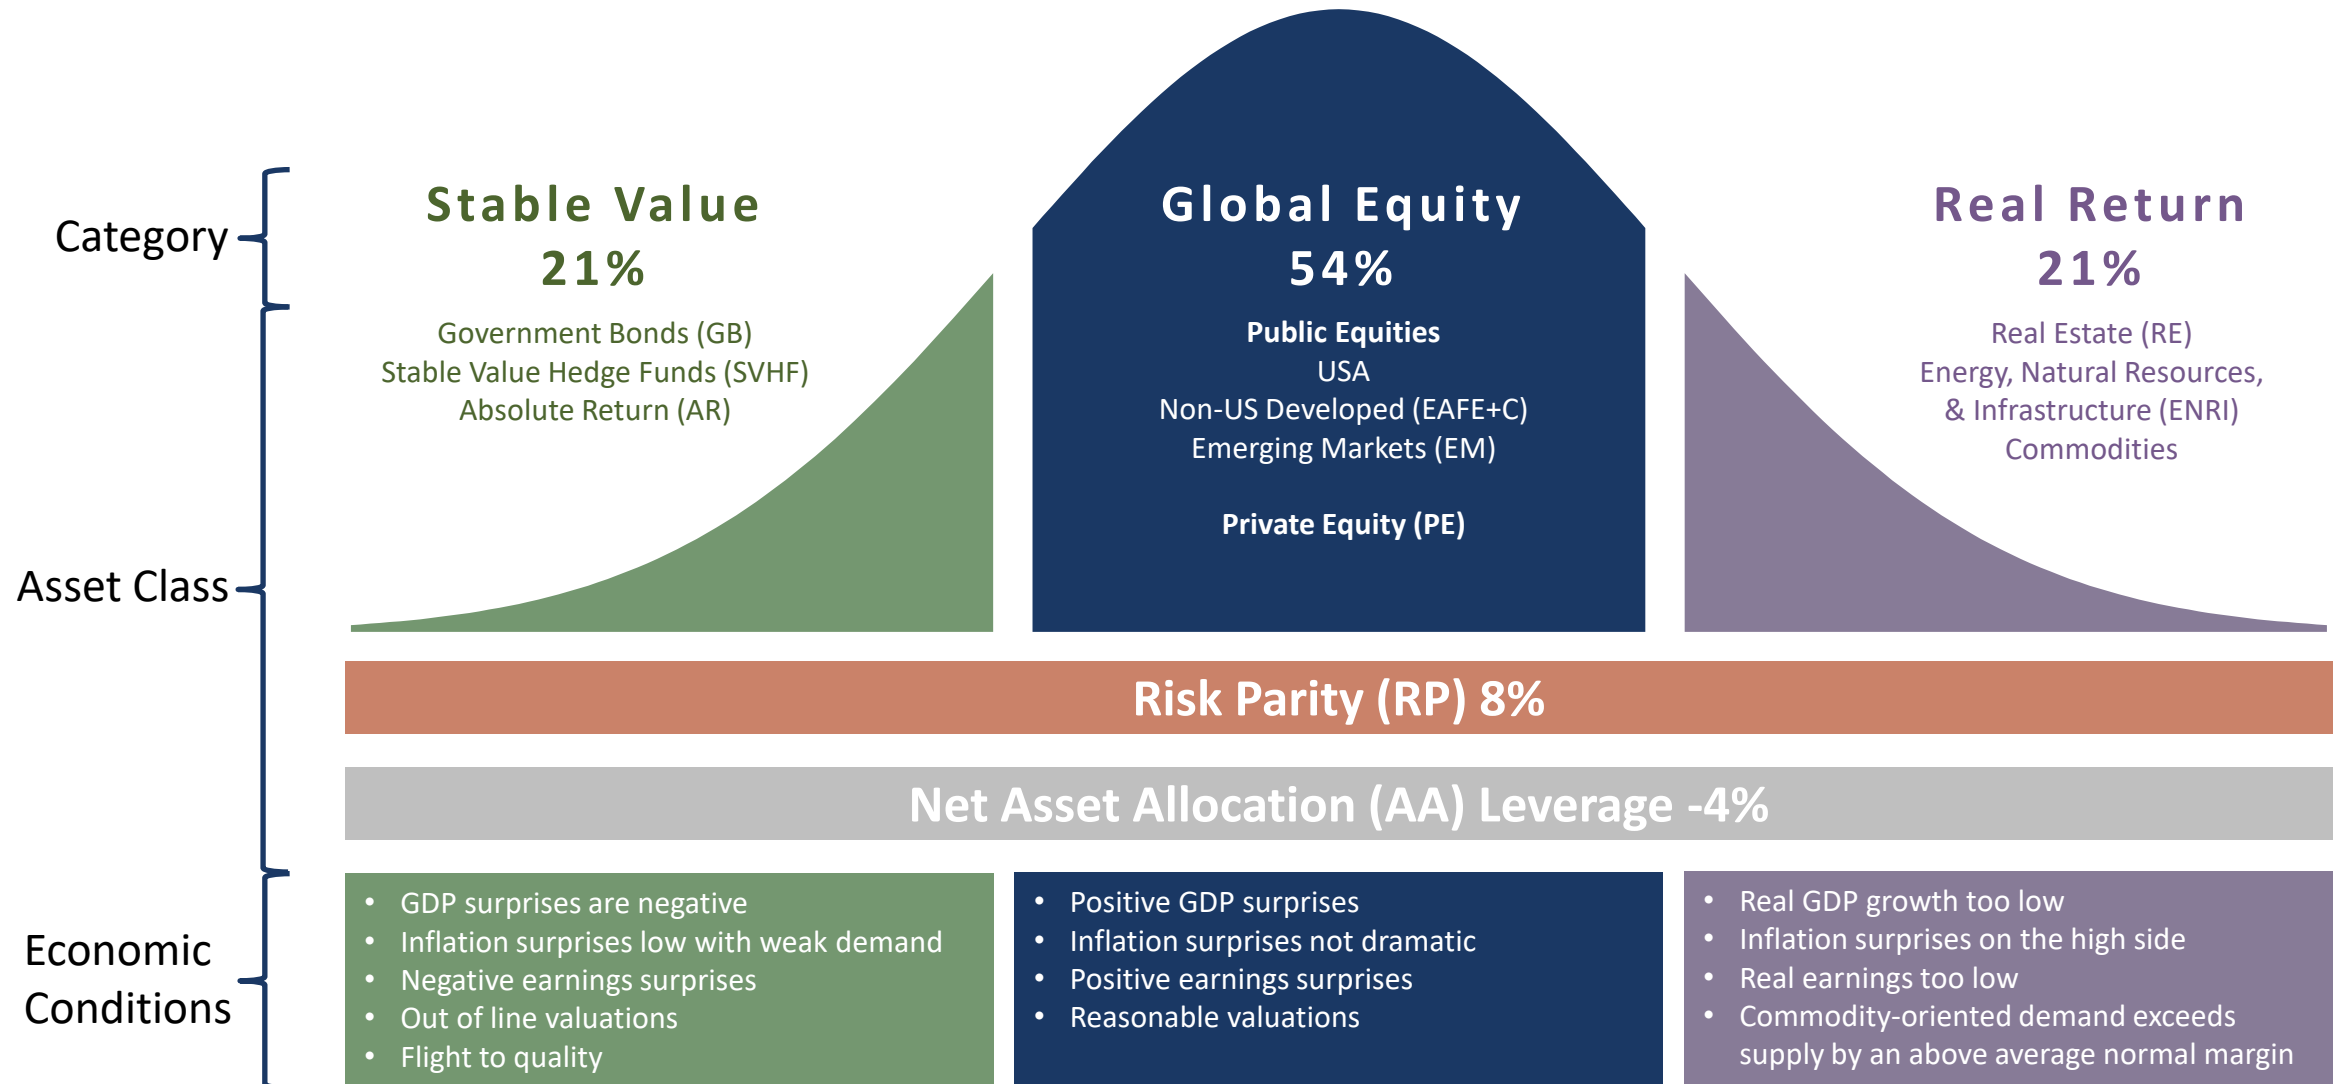 Category
Stable Value
21%
Government Bonds (GB)
Stable Value Hedge Funds (SVHF)
Absolute Return (AR)
Global Equity
54%
Public Equities
USA
Non-US Developed (EAFE+C)
Emerging Markets (EM)
Private Equity (PE)
Real Return
21%
Real Estate (RE)
Energy, Natural Resources,
& Infrastructure (ENRI)
Commodities
Asset Class
Risk Parity (RP) 8%
Net Asset Allocation (AA) Leverage -4%
Economic
Conditions
• GDP surprises are negative
• Inflation surprises low with weak demand
• Negative earnings surprises
• Out of line valuations
• Flight to quality
• Positive GDP surprises
• Inflation surprises not dramatic
• Positive earnings surprises
• Reasonable valuations
• Real GDP growth too low
• Inflation surprises on the high side
• Real earnings too low
• Commodity-oriented demand exceeds
supply by an above average normal margin